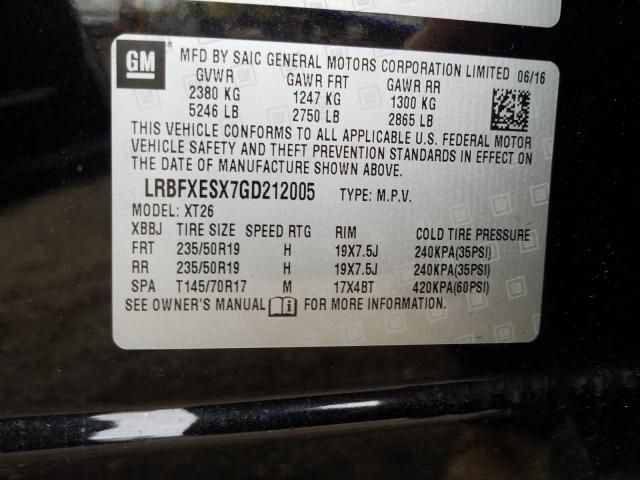 GM
MFD BY SAIC GENERAL MOTORS CORPORATION LIMITED 06/16
GVWR GAWR FRT GAWR RR
2380 KG 1247 KG 1300 KG
5246 LB 2750 LB 2865 LB
THIS VEHICLE CONFORMS TO ALL APPLICABLE U.S. FEDERAL MOTOR
VEHICLE SAFETY AND THEFT PREVENTION STANDARDS IN EFFECT ON
THE DATE OF MANUFACTURE SHOWN ABOVE.
LRBFXESX7GD212005 TYPE: M.P.V.
MODEL: XT26
XBBJ TIRE SIZE SPEED RTG RIM COLD TIRE PRESSURE
FRT 235/50R19 H 19X7.5J 240KPA(35PSI)
RR 235/50R19 H 19X7.5J 240KPA(35PSI)
SPA T145/70R17 M 17X4BT 420KPA(60PSI)
SEE OWNER'S MANUAL FOR MORE INFORMATION.